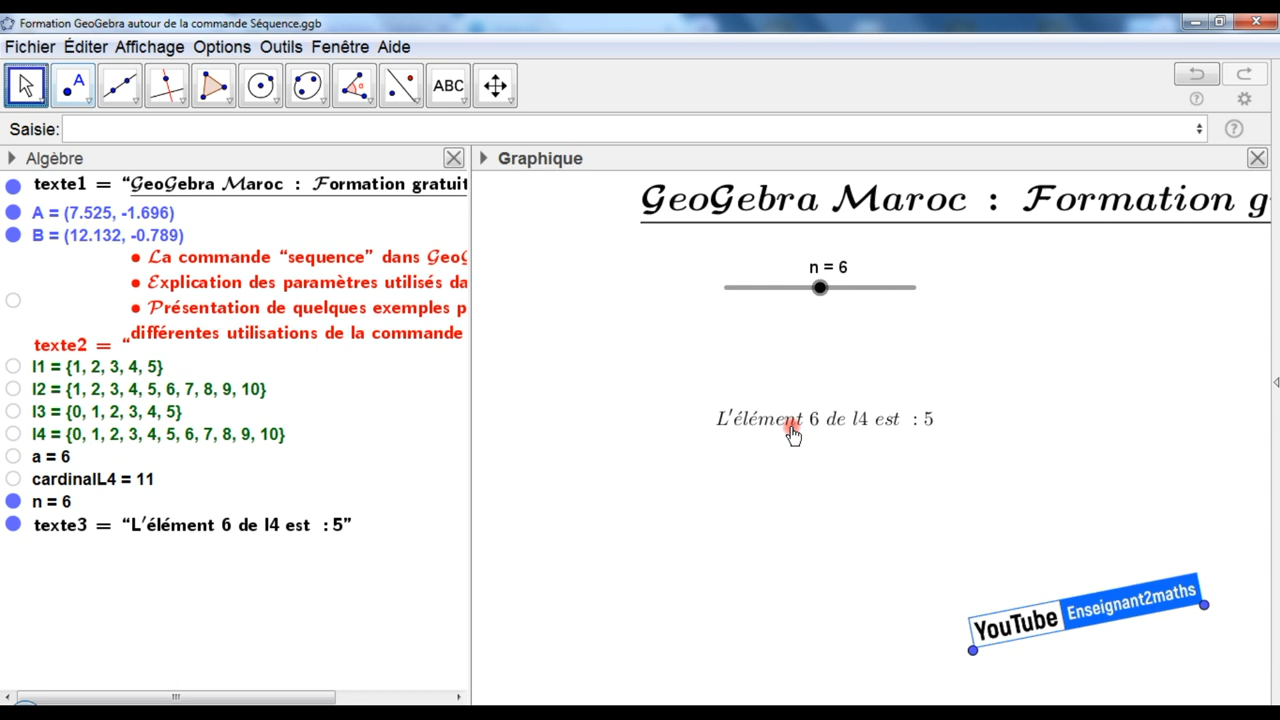 Formation GeoGebra autour de la commande Séquence.ggb
Fichier Éditer Affichage Options Outils Fenêtre Aide
A ABC
Saisie:
Algèbre
texte1 = “GeoGebra Maroc : Formation gratuit
A = (7.525, -1.696)
B = (12.132, -0.789)
• La commande “sequence” dans GeoG
• Explication des paramètres utilisés da
• Présentation de quelques exemples p
différentes utilisations de la commande
texte2 = “
l1 = {1, 2, 3, 4, 5}
l2 = {1, 2, 3, 4, 5, 6, 7, 8, 9, 10}
l3 = {0, 1, 2, 3, 4, 5}
l4 = {0, 1, 2, 3, 4, 5, 6, 7, 8, 9, 10}
a = 6
cardinalL4 = 11
n = 6
texte3 = “L'élément 6 de l4 est : 5”
Graphique
GeoGebra Maroc : Formation g
n = 6
L'élément 6 de l4 est : 5
YouTube Enseignant2maths